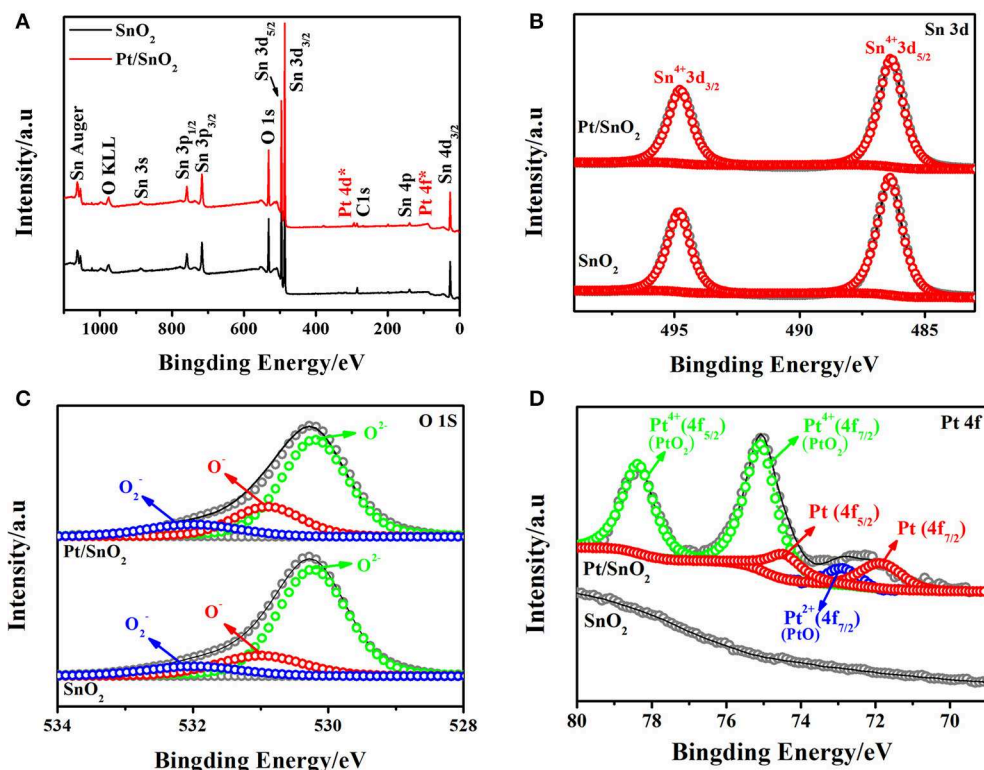 A
SnO₂
Pt/SnO₂
Sn Auger
O KLL
Sn 3s
Sn 3p₁/₂
Sn 3p₃/₂
O 1s
Sn 3d₅/₂
Sn 3d₃/₂
Pt 4d*
C1s
Sn 4p
Pt 4f*
Sn 4d₃/₂
Intensity/a.u
1000 800 600 400 200 0
Bingding Energy/eV
B
Sn 3d
Sn⁴⁺3d₃/₂
Sn⁴⁺3d₅/₂
Pt/SnO₂
SnO₂
Intensity/a.u
495 490 485
Bingding Energy/eV
C
O 1S
O²⁻
O⁻
O₂⁻
Pt/SnO₂
O²⁻
O⁻
O₂⁻
SnO₂
Intensity/a.u
534 532 530 528
Bingding Energy/eV
D
Pt 4f
Pt⁴⁺(4f₅/₂)
(PtO₂)
Pt⁴⁺(4f₇/₂)
(PtO₂)
Pt (4f₅/₂)
Pt (4f₇/₂)
Pt/SnO₂
Pt²⁺(4f₇/₂)
(PtO)
SnO₂
Intensity/a.u
80 78 76 74 72 70
Bingding Energy/eV